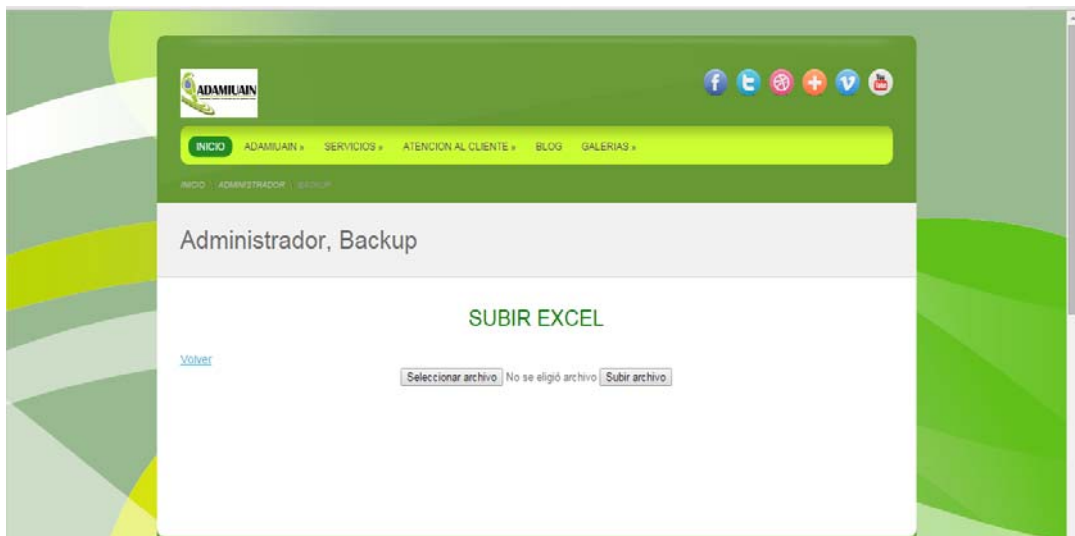 ADAMIUAIN
INICIO ADAMIUAIN » SERVICIOS » ATENCION AL CLIENTE » BLOG GALERIAS »
INICIO | ADMINISTRADOR | BACKUP
Administrador, Backup
SUBIR EXCEL
Volver
Seleccionar archivo No se eligió archivo Subir archivo